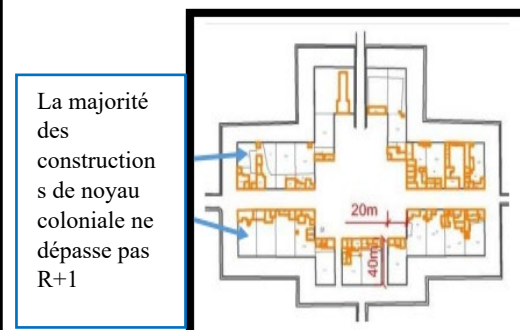 La majorité
des
construction
s de noyau
coloniale ne
dépasse pas
R+1
20m
40m